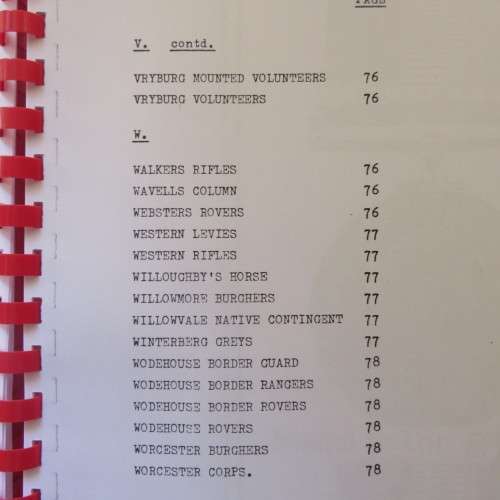 PAGE
V. contd.
VRYBURG MOUNTED VOLUNTEERS 76
VRYBURG VOLUNTEERS 76
W.
WALKERS RIFLES 76
WAVELLS COLUMN 76
WEBSTERS ROVERS 76
WESTERN LEVIES 77
WESTERN RIFLES 77
WILLOUGHBY'S HORSE 77
WILLOWMORE BURGHERS 77
WILLOWVALE NATIVE CONTINGENT 77
WINTERBERG GREYS 77
WODEHOUSE BORDER GUARD 78
WODEHOUSE BORDER RANGERS 78
WODEHOUSE BORDER ROVERS 78
WODEHOUSE ROVERS 78
WORCESTER BURGHERS 78
WORCESTER CORPS. 78